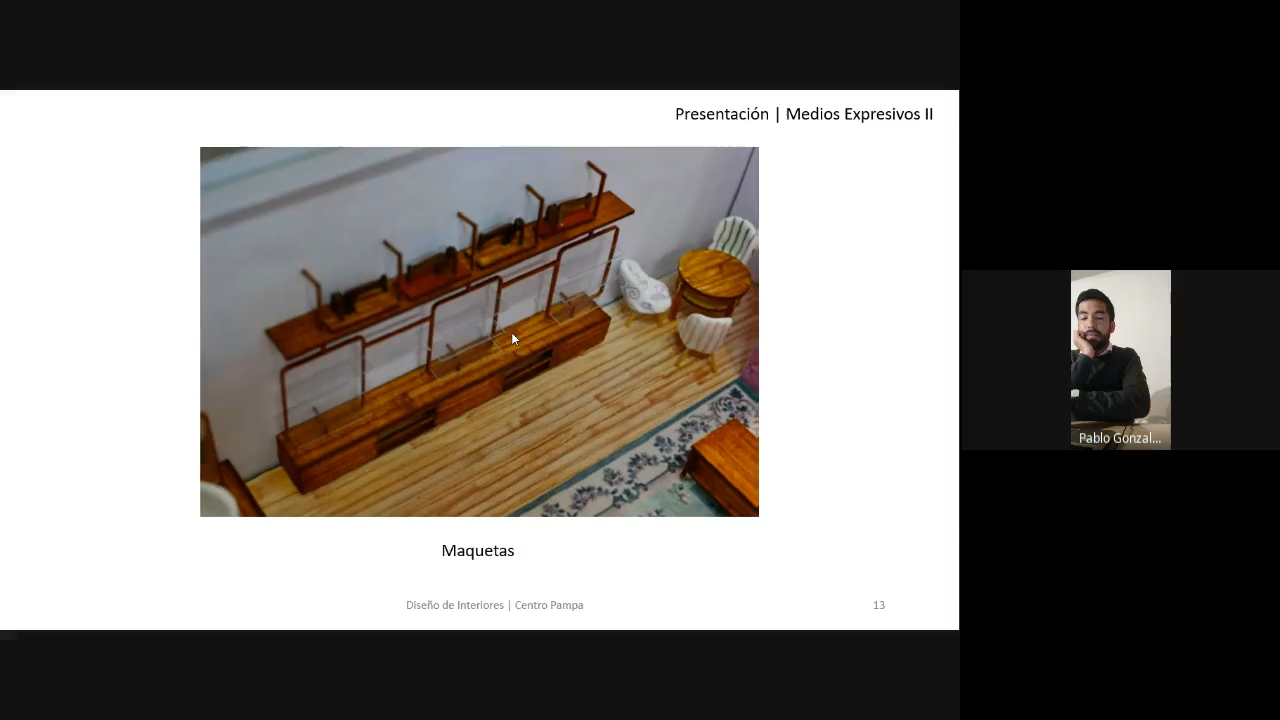 Presentación | Medios Expresivos II
Maquetas
Diseño de Interiores | Centro Pampa
13
Pablo Gonzal...